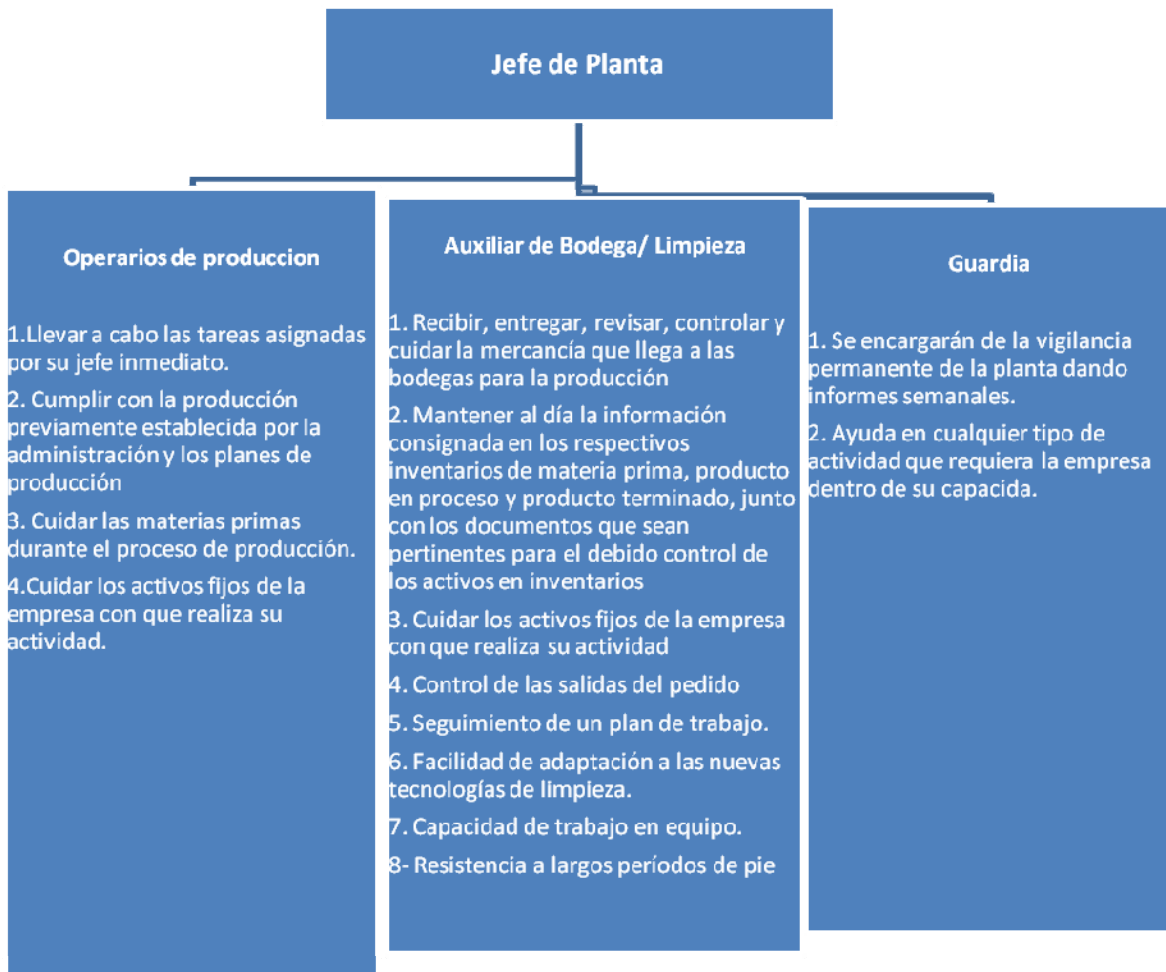 Jefe de Planta
Operarios de produccion
1.Llevar a cabo las tareas asignadas
por su jefe inmediato.
2. Cumplir con la producción
previamente establecida por la
administración y los planes de
producción
3. Cuidar las materias primas
durante el proceso de producción.
4.Cuidar los activos fijos de la
empresa con que realiza su
actividad.
Auxiliar de Bodega/ Limpieza
1. Recibir, entregar, revisar, controlar y
cuidar la mercancía que llega a las
bodegas para la producción
2. Mantener al día la información
consignada en los respectivos
inventarios de materia prima, producto
en proceso y producto terminado, junto
con los documentos que sean
pertinentes para el debido control de
los activos en inventarios
3. Cuidar los activos fijos de la empresa
con que realiza su actividad
4. Control de las salidas del pedido
5. Seguimiento de un plan de trabajo.
6. Facilidad de adaptación a las nuevas
tecnologías de limpieza.
7. Capacidad de trabajo en equipo.
8- Resistencia a largos períodos de pie
Guardia
1. Se encargarán de la vigilancia
permanente de la planta dando
informes semanales.
2. Ayuda en cualquier tipo de
actividad que requiera la empresa
dentro de su capacida.